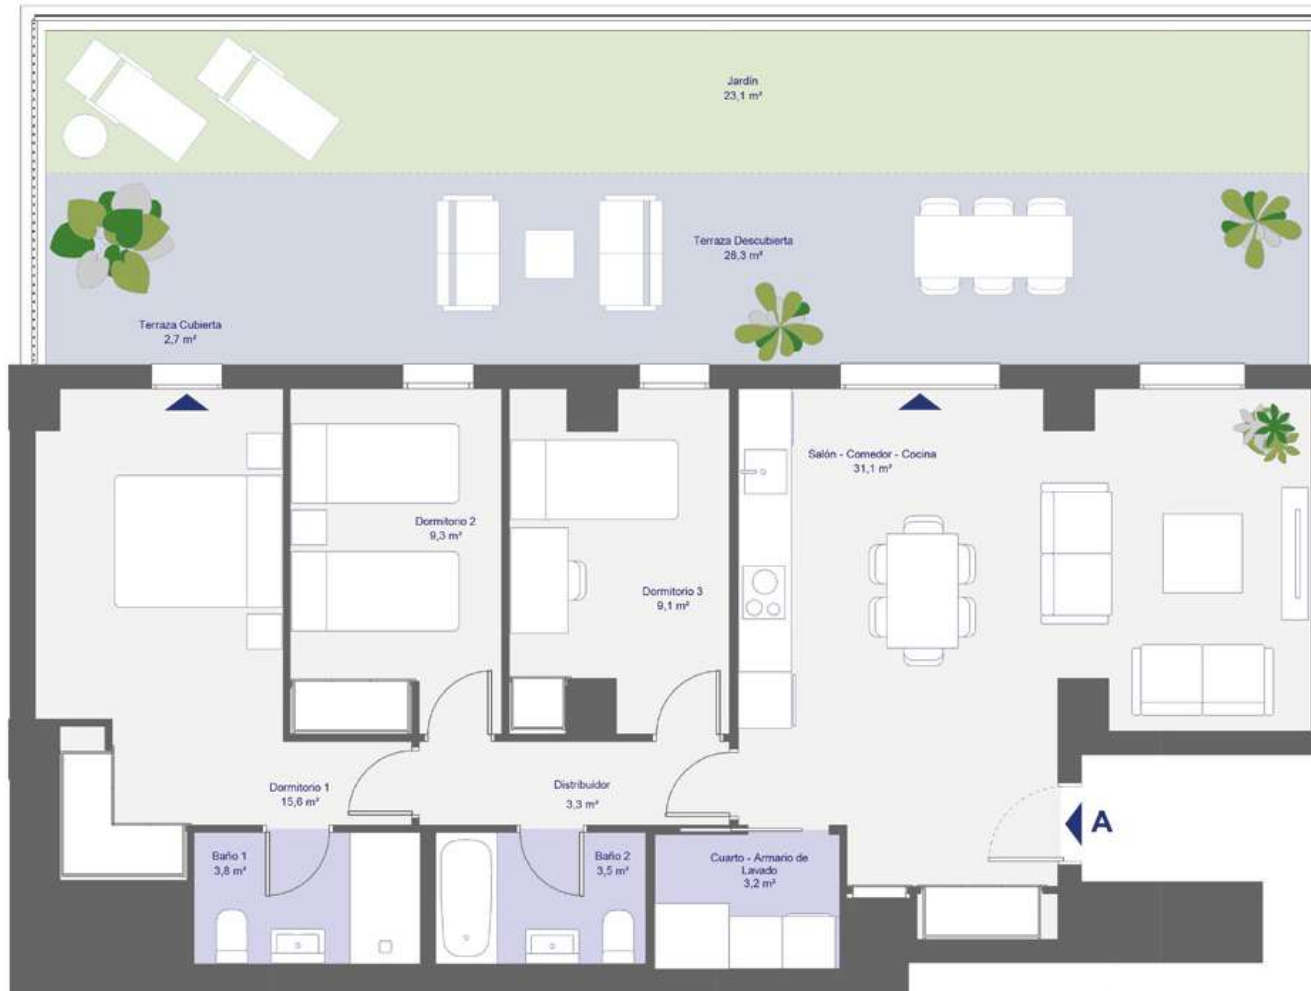 Jardín
23,1 m²
Terraza Descubierta
28,3 m²
Terraza Cubierta
2,7 m²
Salón - Comedor - Cocina
31,1 m²
Dormitorio 2
9,3 m²
Dormitorio 3
9,1 m²
Dormitorio 1
15,6 m²
Distribuidor
3,3 m²
A
Baño 1
3,8 m²
Baño 2
3,5 m²
Cuarto - Armario de
Lavado
3,2 m²